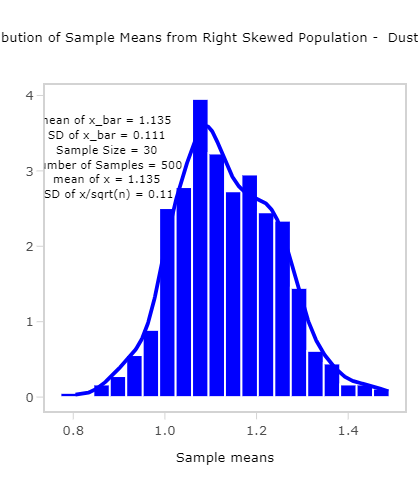 bution of Sample Means from Right Skewed Population - Dust
mean of x_bar = 1.135
SD of x_bar = 0.111
Sample Size = 30
umber of Samples = 500
mean of x = 1.135
SD of x/sqrt(n) = 0.11
4
3
2
1
0
0.8 1.0 1.2 1.4
Sample means